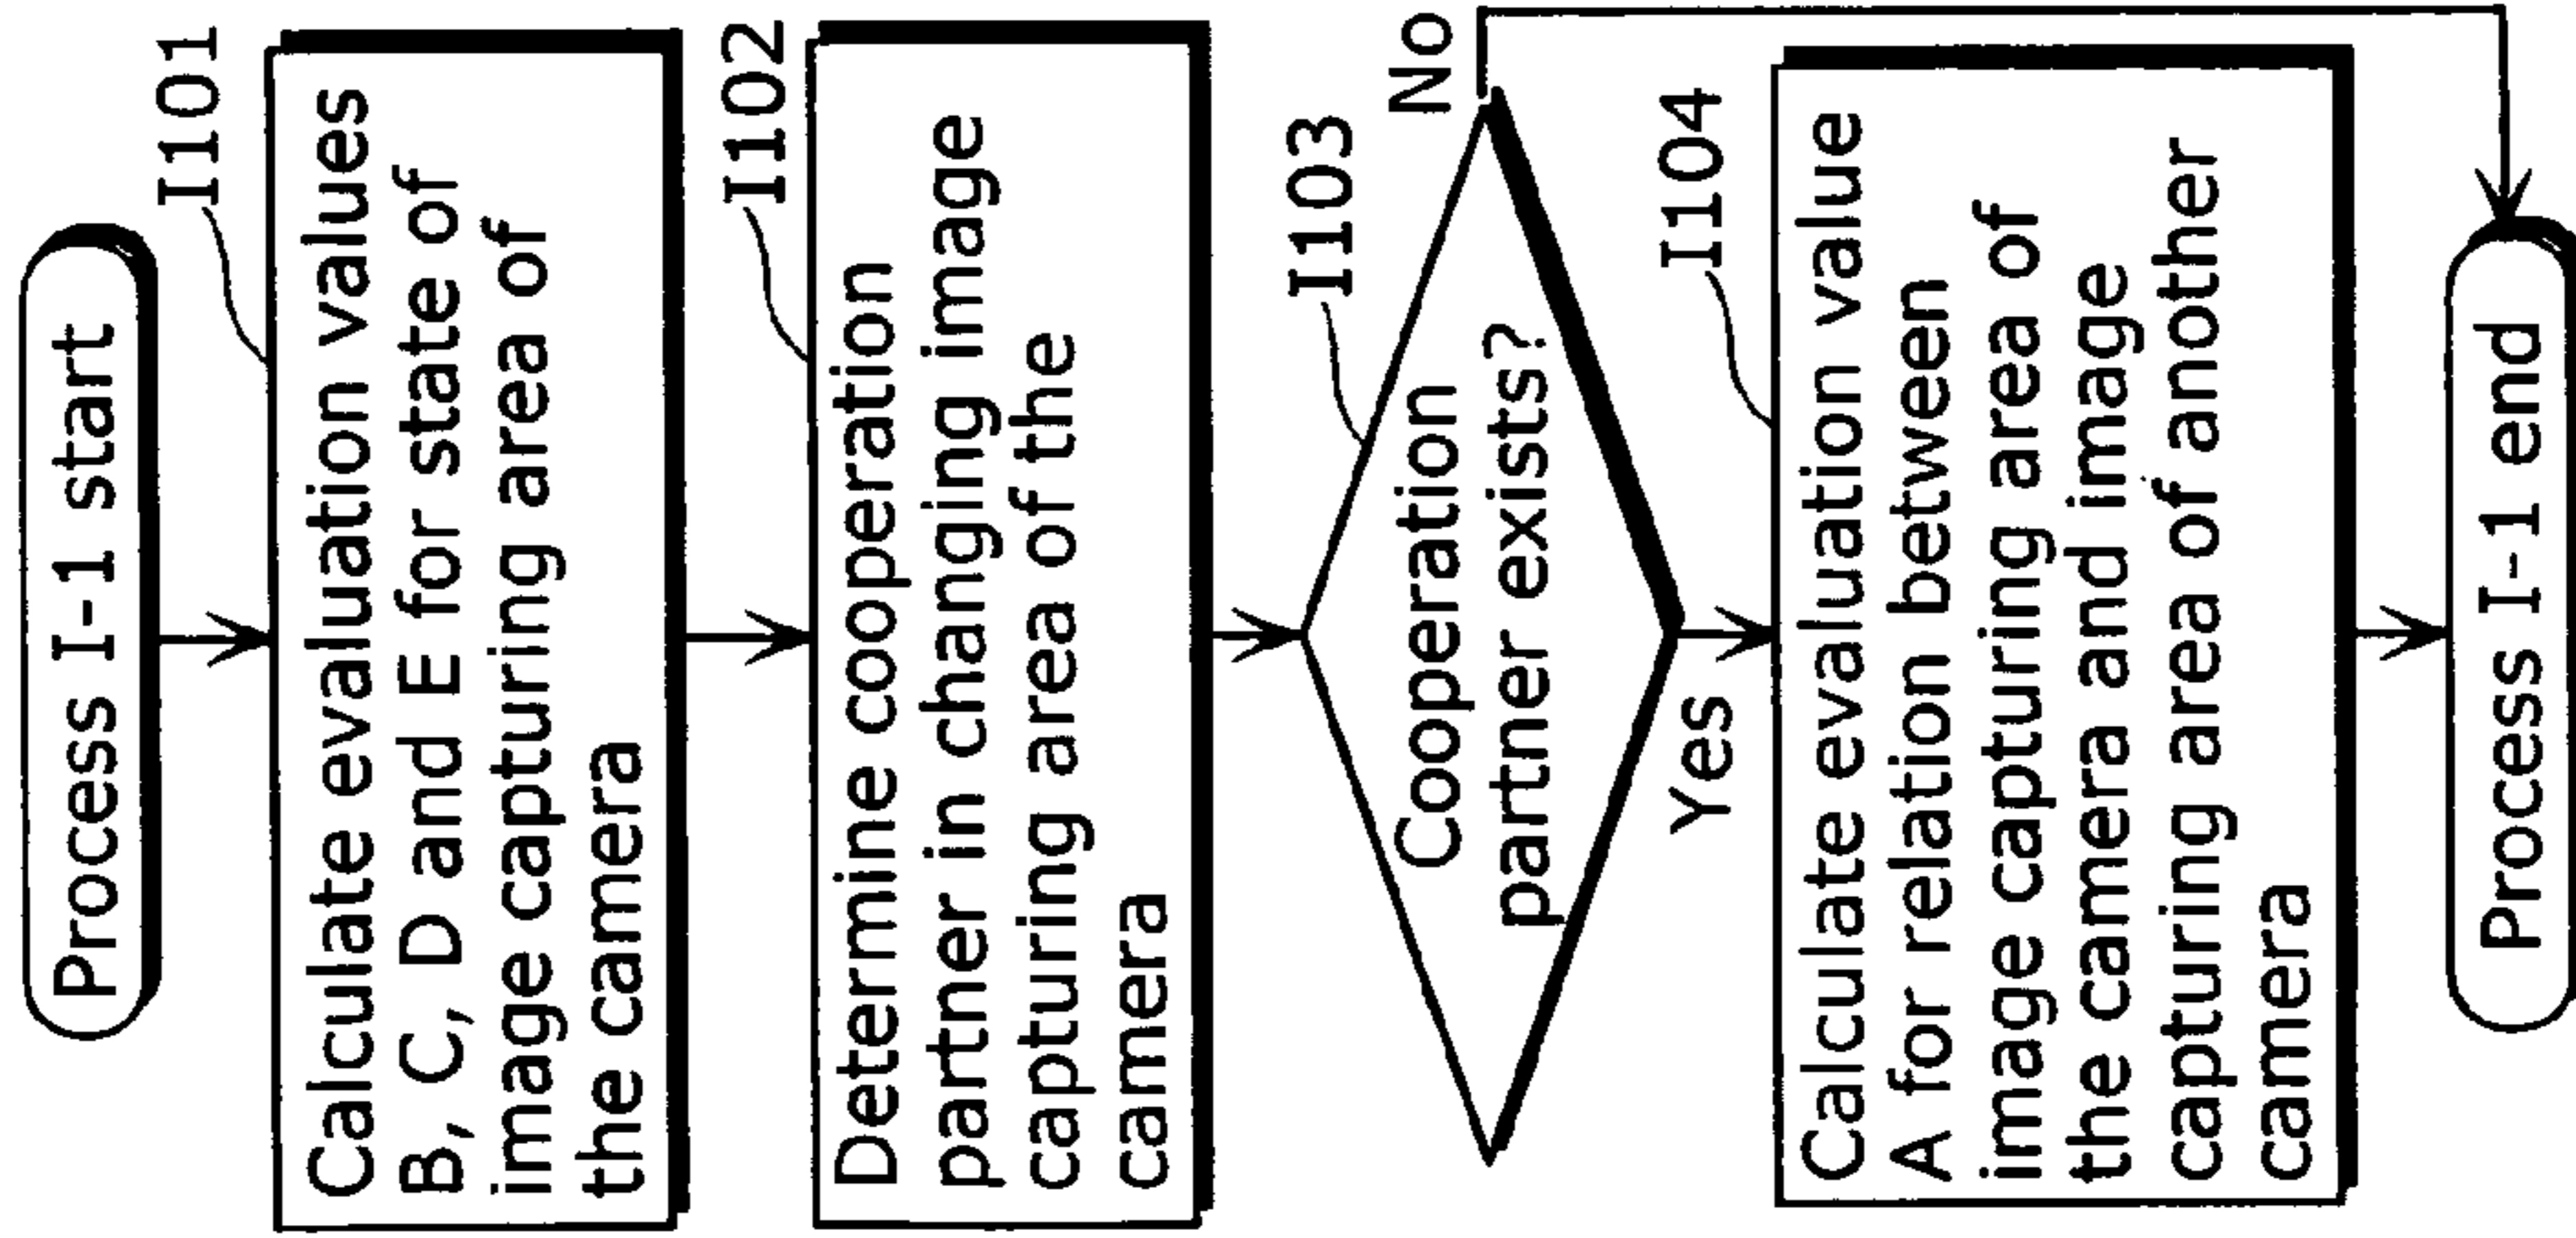 Process I-1 start
I101
Calculate evaluation values
B, C, D and E for state of
image capturing area of
the camera
I102
Determine cooperation
partner in changing image
capturing area of the
camera
I103
Cooperation
partner exists?
No
Yes
I104
Calculate evaluation value
A for relation between
image capturing area of
the camera and image
capturing area of another
camera
Process I-1 end